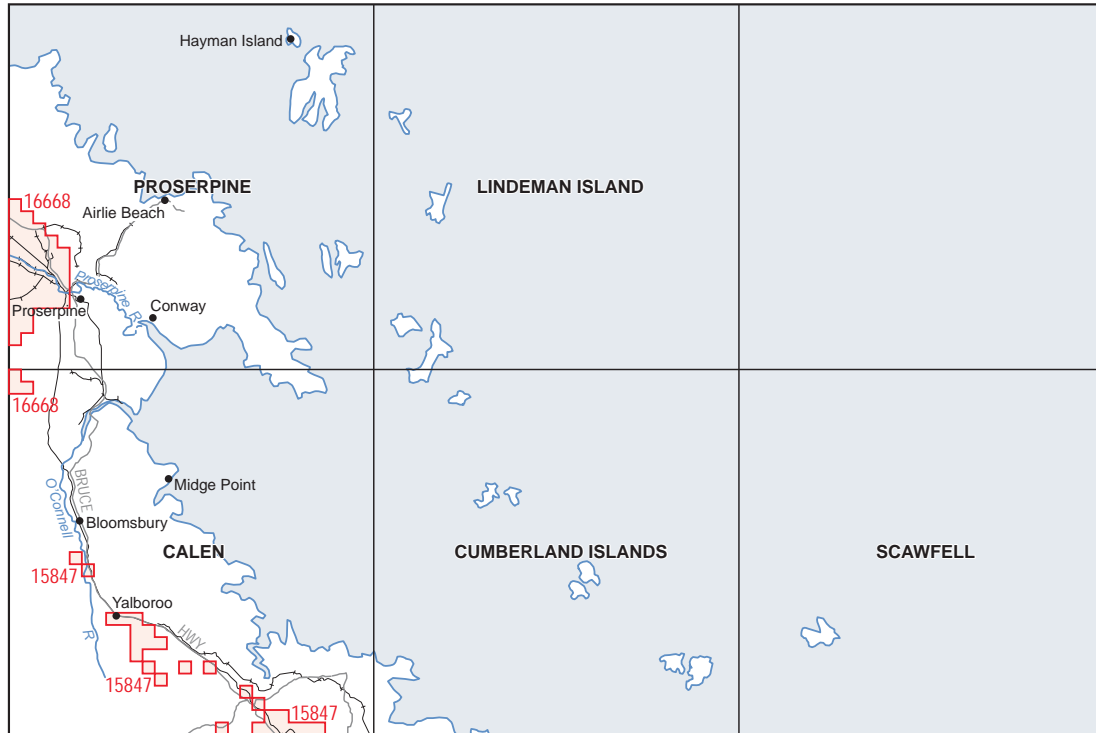 Hayman Island
PROSERPINE
LINDEMAN ISLAND
16668
Airlie Beach
Proserpine R
Proserpine
Conway
16668
BRUCE
O'Connell
Midge Point
Bloomsbury
CALEN
CUMBERLAND ISLANDS
SCAWFELL
15847
Yalboroo
R
HWY
15847
15847